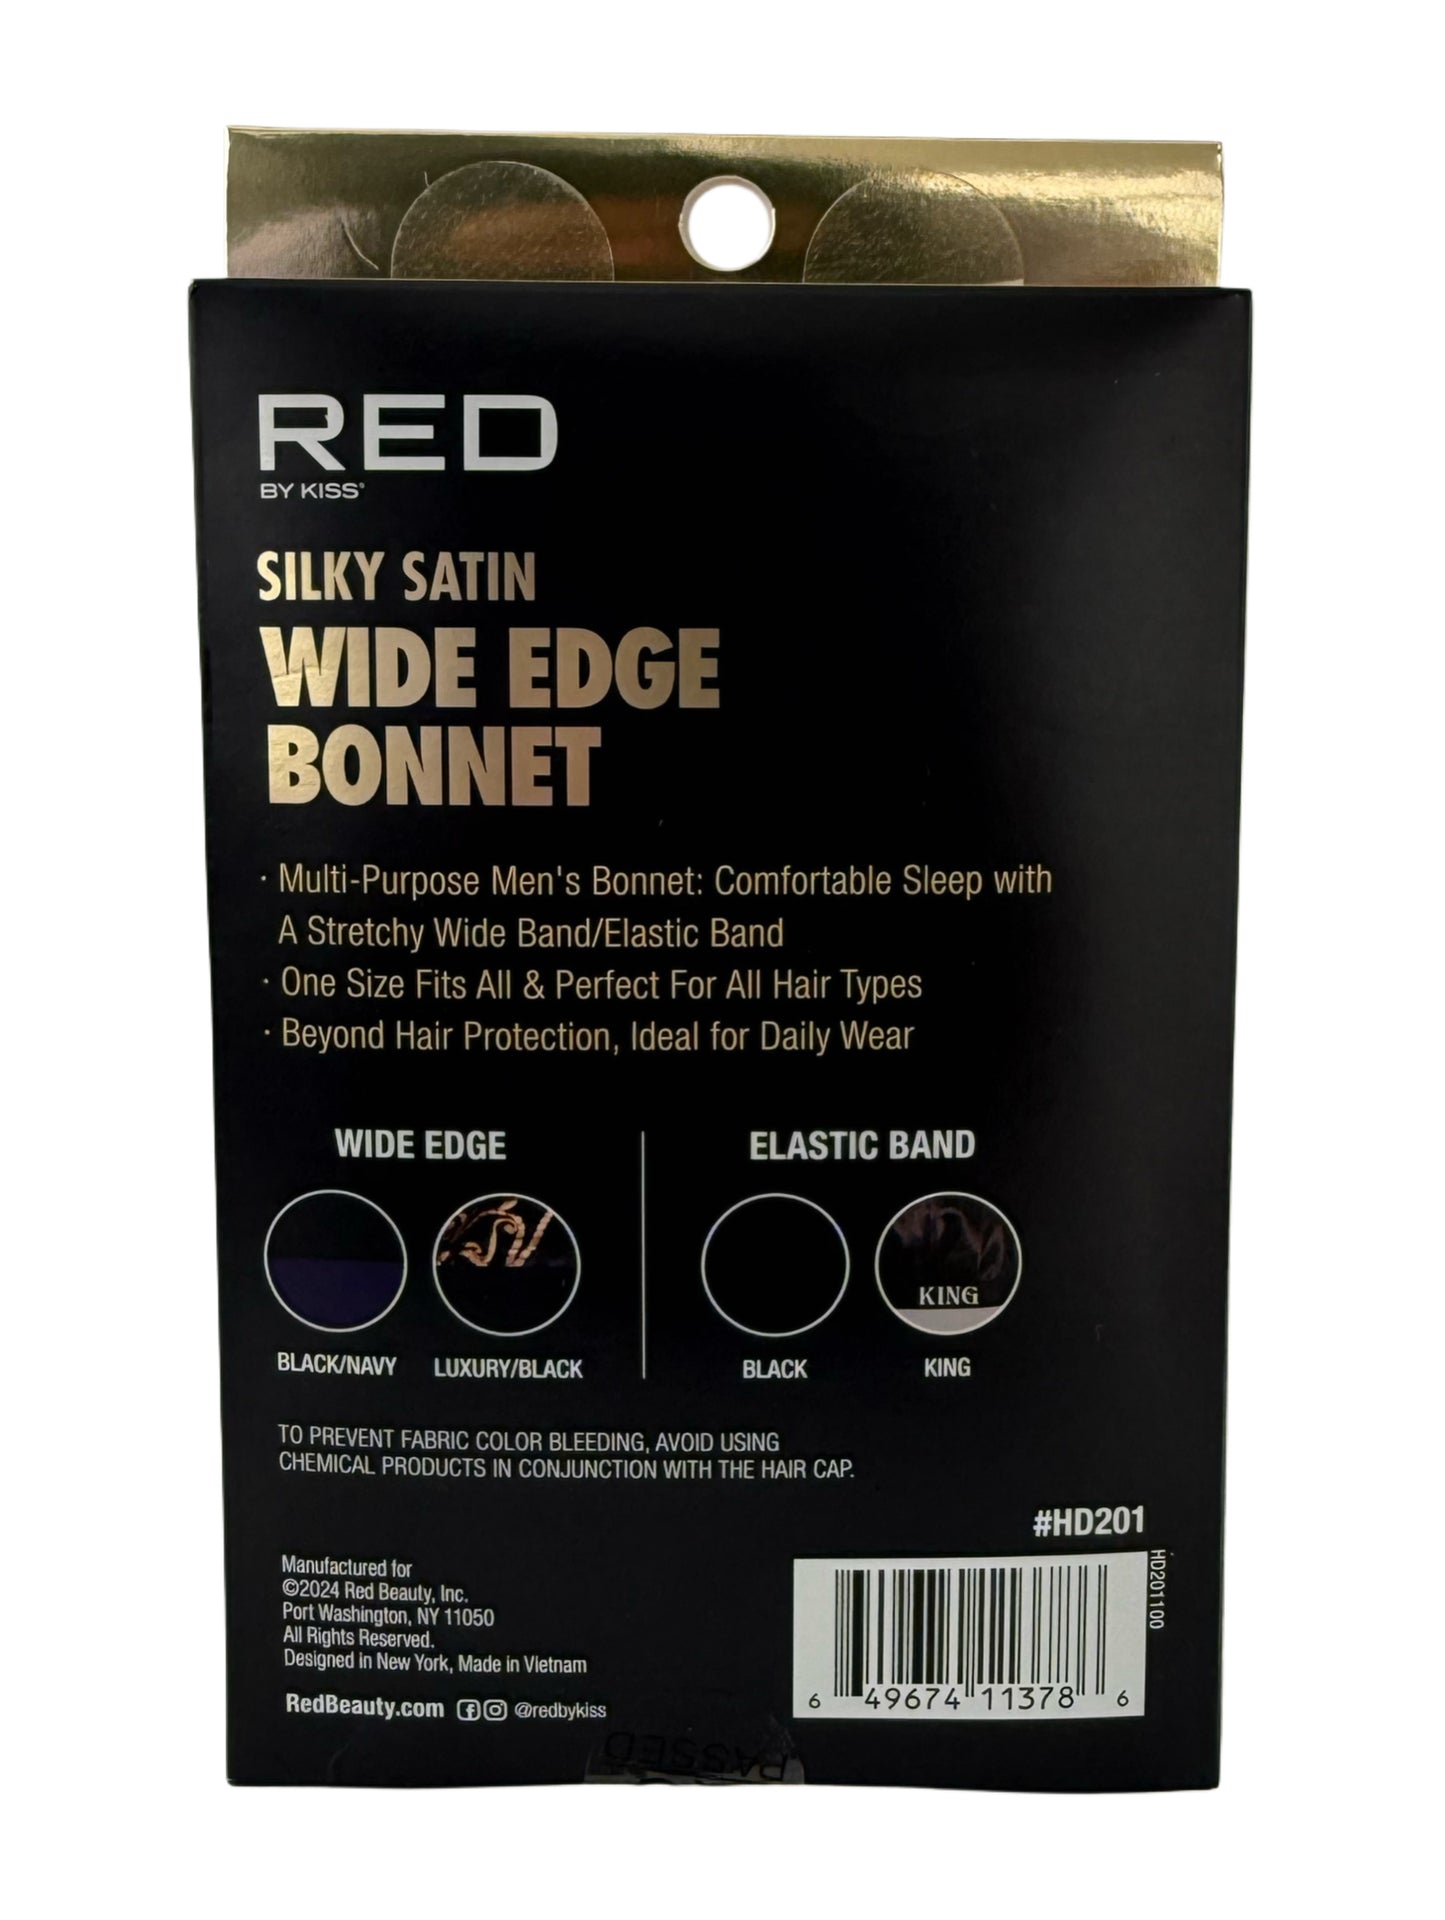 RED
BY KISS®
SILKY SATIN
WIDE EDGE
BONNET
· Multi-Purpose Men's Bonnet: Comfortable Sleep with
A Stretchy Wide Band/Elastic Band
· One Size Fits All & Perfect For All Hair Types
· Beyond Hair Protection, Ideal for Daily Wear
WIDE EDGE
ELASTIC BAND
KING
BLACK/NAVY
LUXURY/BLACK
BLACK
KING
TO PREVENT FABRIC COLOR BLEEDING, AVOID USING
CHEMICAL PRODUCTS IN CONJUNCTION WITH THE HAIR CAP.
#HD201
HD201100
Manufactured for
©2024 Red Beauty, Inc.
Port Washington, NY 11050
All Rights Reserved.
Designed in New York, Made in Vietnam
RedBeauty.com @redbykiss
6 49674 11378 6
PASSED